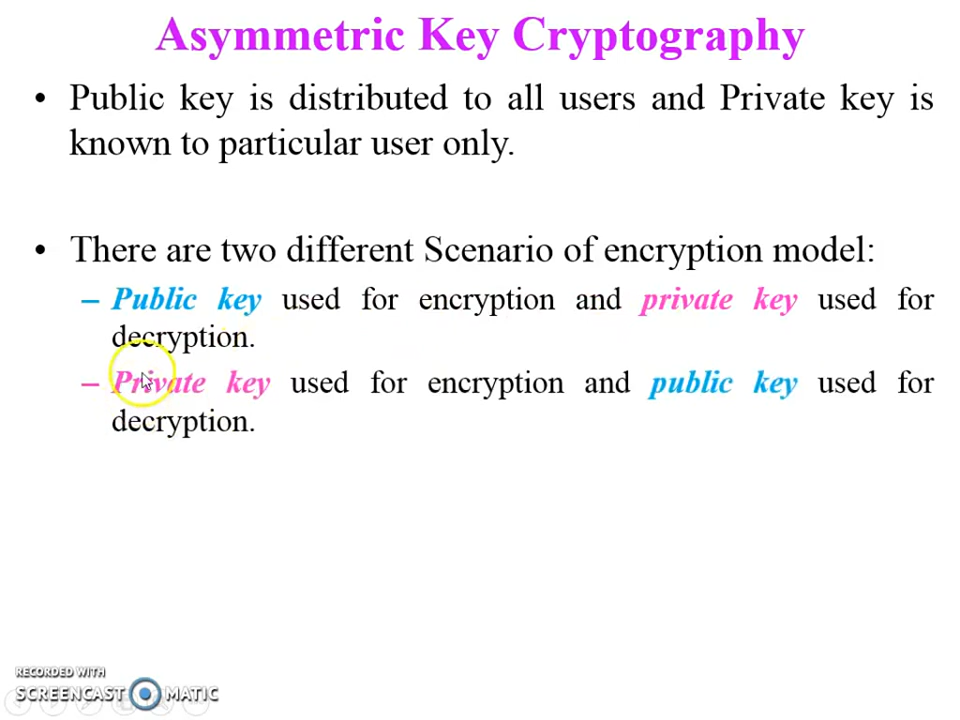 Asymmetric Key Cryptography
• Public key is distributed to all users and Private key is
known to particular user only.
• There are two different Scenario of encryption model:
– Public key used for encryption and private key used for
decryption.
– Private key used for encryption and public key used for
decryption.
RECORDED WITH
SCREENCAST MATIC